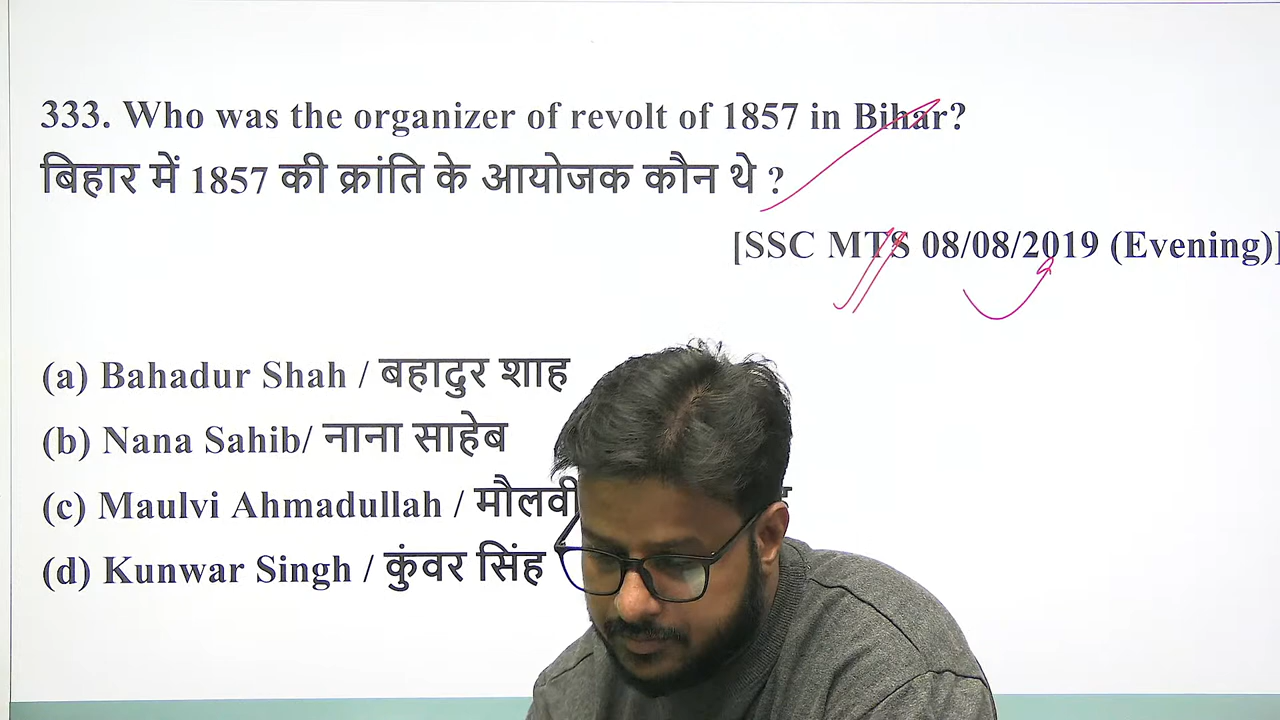 333. Who was the organizer of revolt of 1857 in Bihar?
बिहार में 1857 की क्रांति के आयोजक कौन थे ?
[SSC MTS 08/08/2019 (Evening)]
(a) Bahadur Shah / बहादुर शाह
(b) Nana Sahib/ नाना साहेब
(c) Maulvi Ahmadullah / मौलवी
(d) Kunwar Singh / कुंवर सिंह